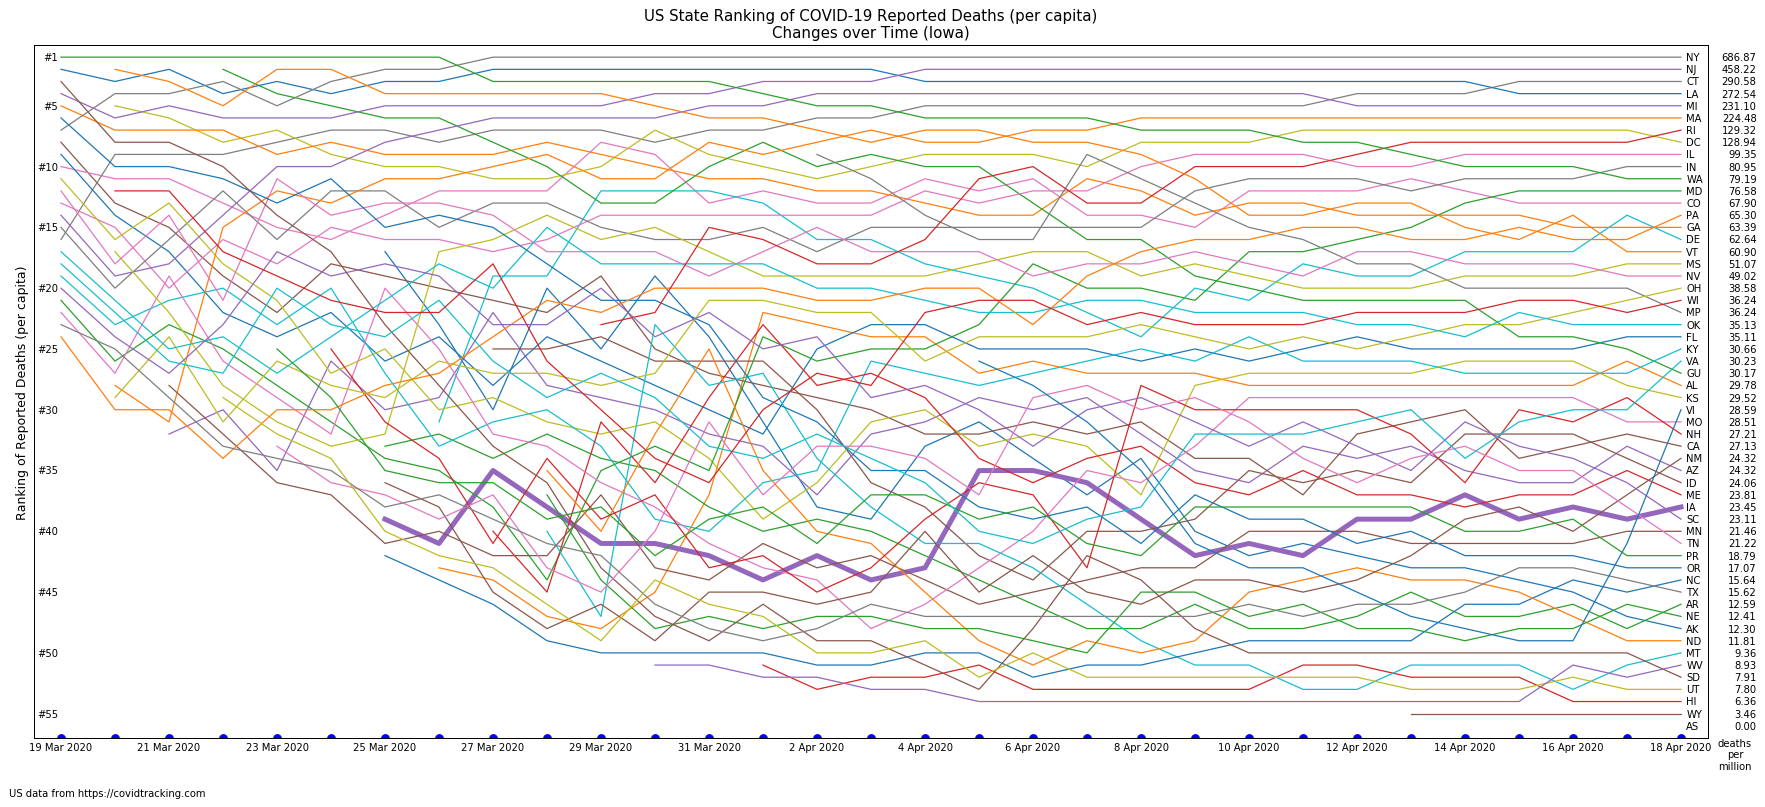 US State Ranking of COVID-19 Reported Deaths (per capita)
Changes over Time (Iowa)
Ranking of Reported Deaths (per capita)
#1
#5
#10
#15
#20
#25
#30
#35
#40
#45
#50
#55
NY 686.87
NJ 458.22
CT 290.58
LA 272.54
MI 231.10
MA 224.48
RI 129.32
DC 128.94
IL 99.35
IN 80.95
WA 79.19
MD 76.58
CO 67.90
PA 65.30
GA 63.39
DE 62.64
VT 60.90
MS 51.07
NV 49.02
OH 38.58
WI 36.24
MP 36.24
OK 35.13
FL 35.11
KY 30.66
VA 30.23
GU 30.17
AL 29.78
KS 29.52
VI 28.59
MO 28.51
NH 27.21
CA 27.13
NM 24.32
AZ 24.32
ID 24.06
ME 23.81
IA 23.45
SC 23.11
MN 21.46
TN 21.22
PR 18.79
OR 17.07
NC 15.64
TX 15.62
AR 12.59
NE 12.41
AK 12.30
ND 11.81
MT 9.36
WV 8.93
SD 7.91
UT 7.80
HI 6.36
WY 3.46
AS 0.00
19 Mar 2020 21 Mar 2020 23 Mar 2020 25 Mar 2020 27 Mar 2020 29 Mar 2020 31 Mar 2020 2 Apr 2020 4 Apr 2020 6 Apr 2020 8 Apr 2020 10 Apr 2020 12 Apr 2020 14 Apr 2020 16 Apr 2020 18 Apr 2020
deaths
per
million
US data from https://covidtracking.com